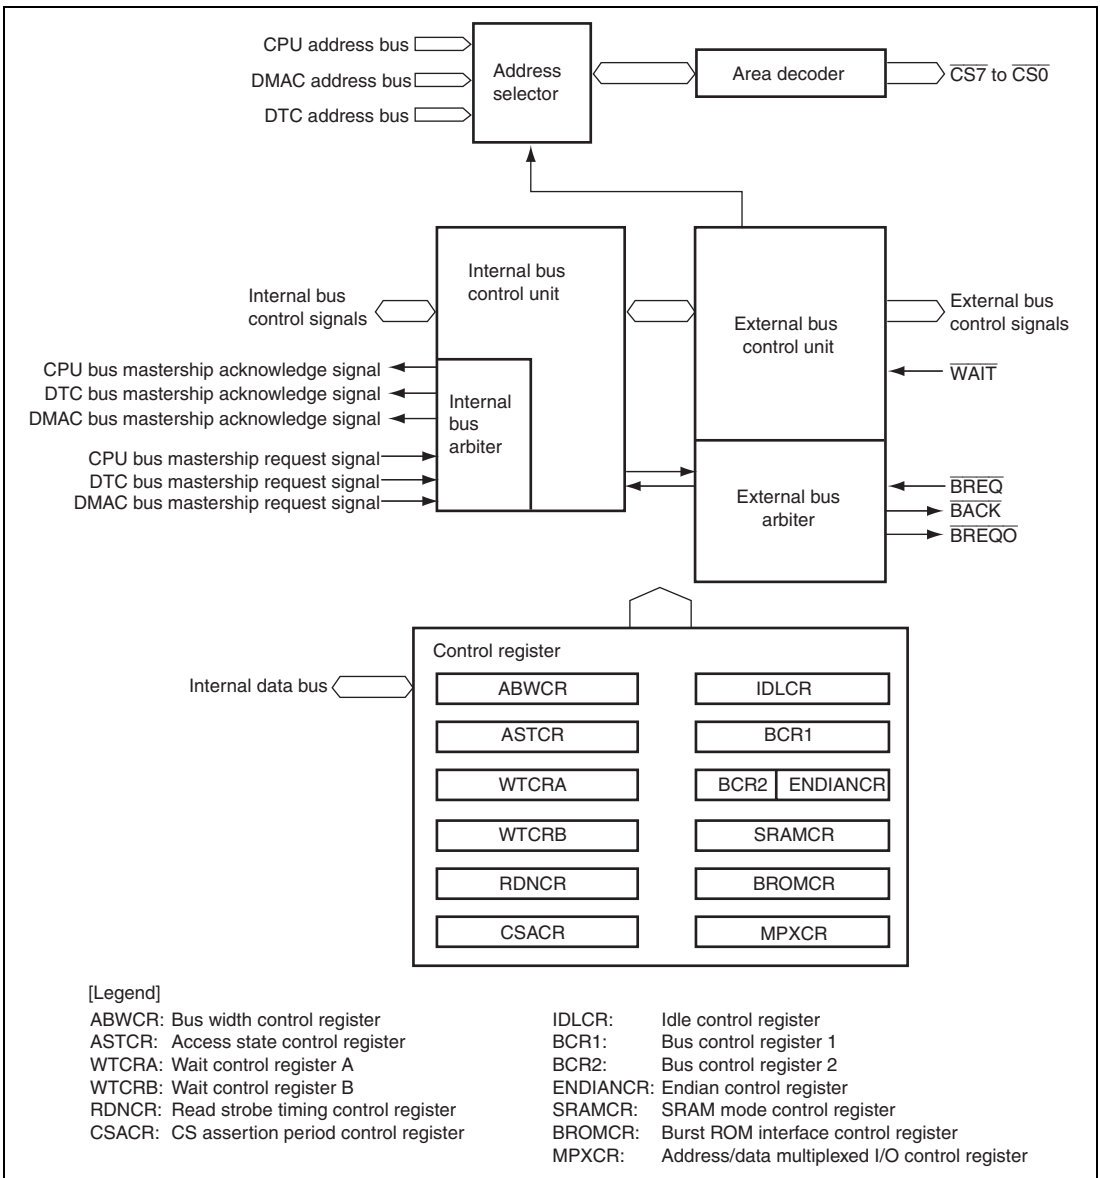 CPU address bus
DMAC address bus
DTC address bus
Address
selector
Area decoder
CS7 to CS0
Internal bus
control signals
Internal bus
control unit
External bus
control unit
External bus
control signals
CPU bus mastership acknowledge signal
DTC bus mastership acknowledge signal
DMAC bus mastership acknowledge signal
Internal
bus
arbiter
WAIT
CPU bus mastership request signal
DTC bus mastership request signal
DMAC bus mastership request signal
External bus
arbiter
BREQ
BACK
BREQO
Control register
Internal data bus
ABWCR
IDLCR
ASTCR
BCR1
WTCRA
BCR2
ENDIANCR
WTCRB
SRAMCR
RDNCR
BROMCR
CSACR
MPXCR
[Legend]
ABWCR: Bus width control register
ASTCR: Access state control register
WTCRA: Wait control register A
WTCRB: Wait control register B
RDNCR: Read strobe timing control register
CSACR: CS assertion period control register
IDLCR: Idle control register
BCR1: Bus control register 1
BCR2: Bus control register 2
ENDIANCR: Endian control register
SRAMCR: SRAM mode control register
BROMCR: Burst ROM interface control register
MPXCR: Address/data multiplexed I/O control register